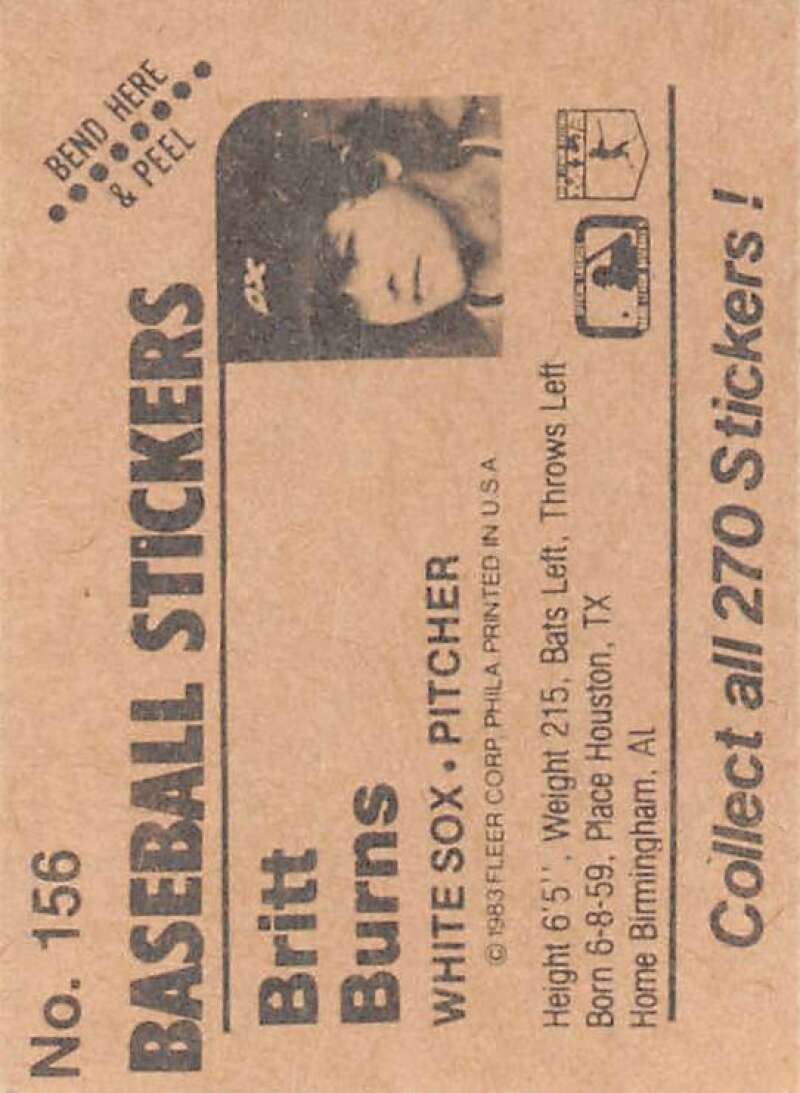 No. 156
BEND HERE
& PEEL
BASEBALL STICKERS
Britt
Burns
WHITE SOX • PITCHER
© 1983 FLEER CORP. PHILA. PRINTED IN U.S.A.
Height 6'5'', Weight 215, Bats Left, Throws Left
Born 6-8-59, Place Houston, TX
Home Birmingham, Al
Collect all 270 Stickers !